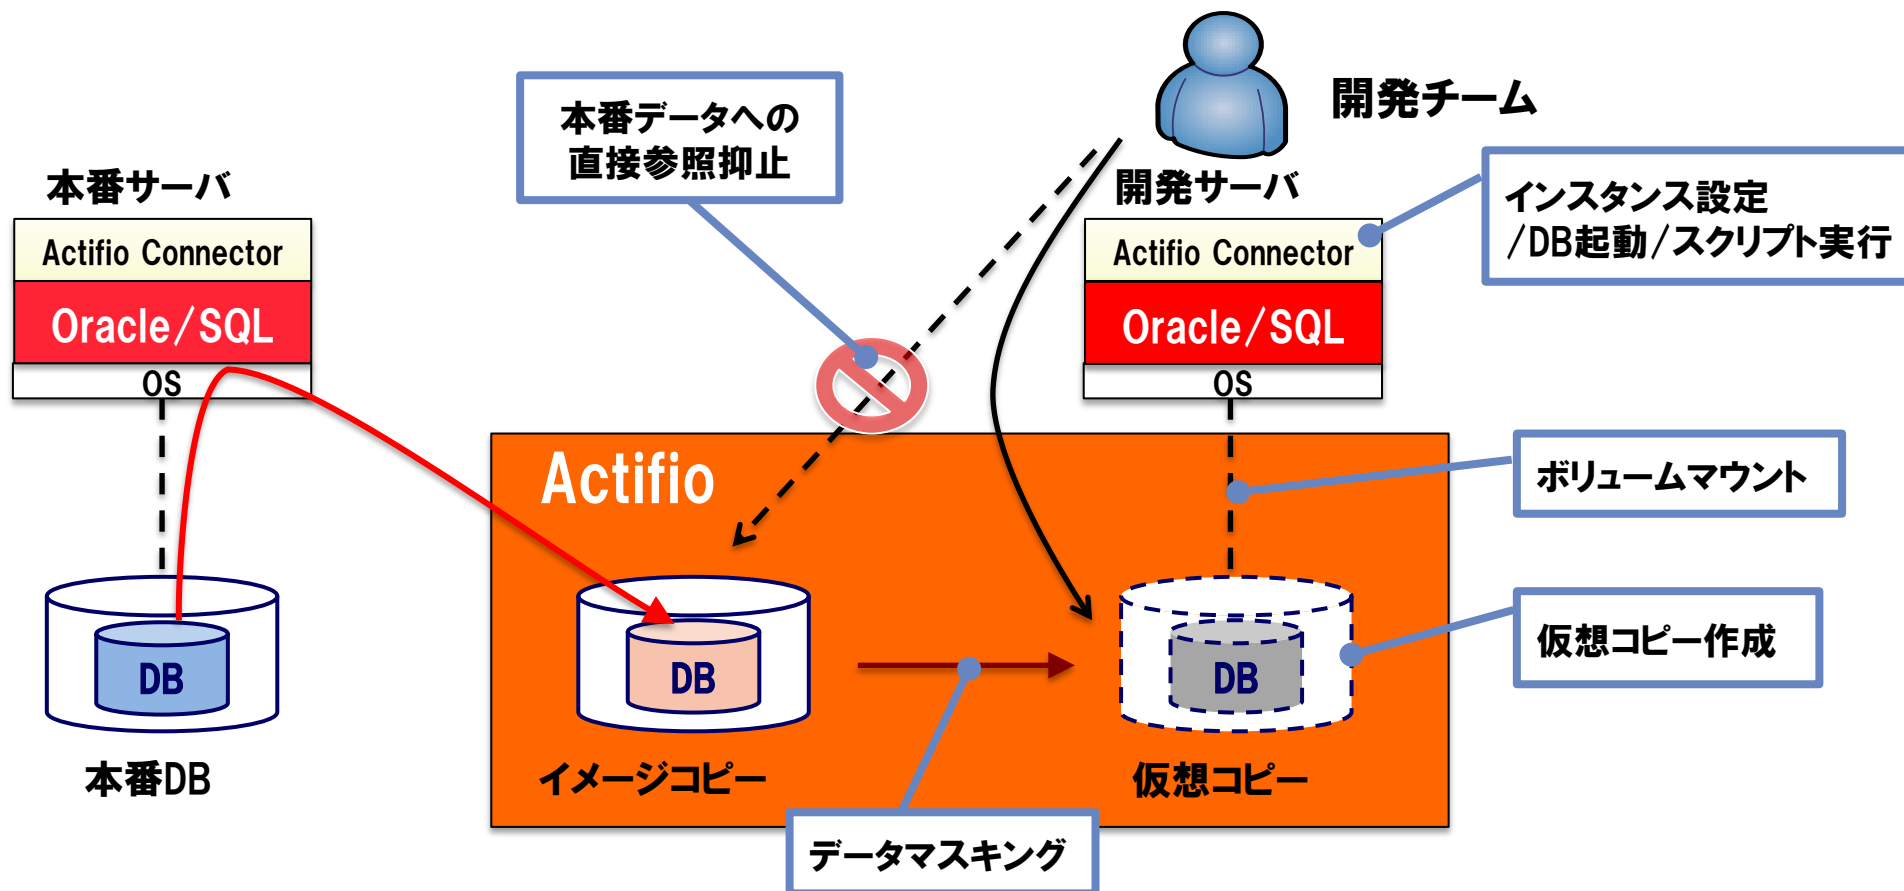 開発チーム
本番データへの
直接参照抑止
本番サーバ
開発サーバ
インスタンス設定
/DB起動/スクリプト実行
Actifio Connector
Oracle/SQL
OS
Actifio Connector
Oracle/SQL
OS
Actifio
ボリュームマウント
DB
DB
DB
仮想コピー作成
本番DB
イメージコピー
仮想コピー
データマスキング